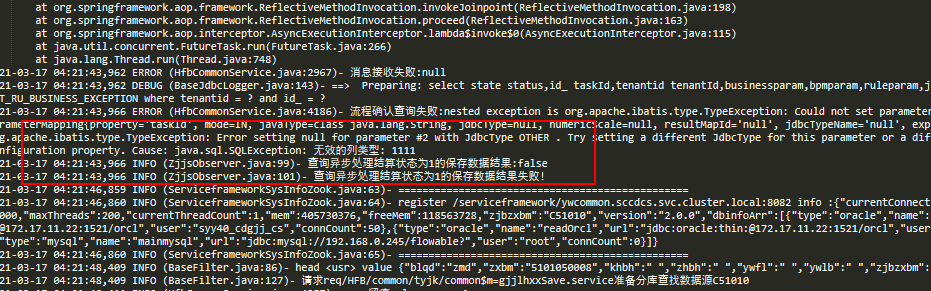 at org.springframework.aop.framework.ReflectiveMethodInvocation.invokeJoinpoint(ReflectiveMethodInvocation.java:198)
at org.springframework.aop.framework.ReflectiveMethodInvocation.proceed(ReflectiveMethodInvocation.java:163)
at org.springframework.aop.interceptor.AsyncExecutionInterceptor.lambda$invoke$0(AsyncExecutionInterceptor.java:115)
at java.util.concurrent.FutureTask.run(FutureTask.java:266)
at java.lang.Thread.run(Thread.java:748)
21-03-17 04:21:43,962 ERROR (HfbCommonService.java:2967)- 消息接收失败:null
21-03-17 04:21:43,962 DEBUG (BaseJdbcLogger.java:143)- ==>  Preparing: select state status,id_ taskId,tenantid tenantId,businessparam,bpmparam,ruleparam,j
T_RU_BUSINESS_EXCEPTION where tenantid = ? and id_ = ?
21-03-17 04:21:43,966 ERROR (HfbCommonService.java:4186)- 流程确认查询失败:nested exception is org.apache.ibatis.type.TypeException: Could not set parameter
rameterMapping{property='taskId', mode=IN, javaType=class java.lang.String, jdbcType=null, numericScale=null, resultMapId='null', jdbcTypeName='null', exp
g.apache.ibatis.type.TypeException: Error setting null for parameter #2 with JdbcType OTHER . Try setting a different JdbcType for this parameter or a dif
nfiguration property. Cause: java.sql.SQLException: 无效的列类型: 1111
21-03-17 04:21:43,966 INFO (ZjjsObserver.java:99)- 查询异步处理结算状态为1的保存数据结果:false
21-03-17 04:21:43,966 INFO (ZjjsObserver.java:101)- 查询异步处理结算状态为1的保存数据结果失败!
21-03-17 04:21:46,859 INFO (ServiceframeworkSysInfoZook.java:63)- ==================================================
21-03-17 04:21:46,860 INFO (ServiceframeworkSysInfoZook.java:64)- register /serviceframework/ywcommon.sccdcs.svc.cluster.local:8082 info :{"currentConnect
000,"maxThreads":200,"currentThreadCount":1,"mem":405730376,"freeMem":118563728,"zjbzxbm":"C51010","version":"2.0.0","dbinfoArr":[{"type":"oracle","name":
@172.17.11.22:1521/orcl","user":"syy40_cdgjj_cs","connCount":50},{"type":"oracle","name":"readOrcl","url":"jdbc:oracle:thin:@172.17.11.22:1521/orcl","user
"type":"mysql","name":"mainmysql","url":"jdbc:mysql://192.168.0.245/flowable?","user":"root","connCount":0}]}
21-03-17 04:21:46,860 INFO (ServiceframeworkSysInfoZook.java:65)- ==================================================
21-03-17 04:21:48,409 INFO (BaseFilter.java:86)- head <usr> value {"blqd":"zmd","zxbm":"5101050008","khbh":" ","zhbh":" ","ywfl":" ","ywlb":" ","zjbzxbm":
21-03-17 04:21:48,409 INFO (BaseFilter.java:127)- 请求req/HFB/common/tyjk/common$m=gjjlhxxSave.service准备分库查找数据源C51010